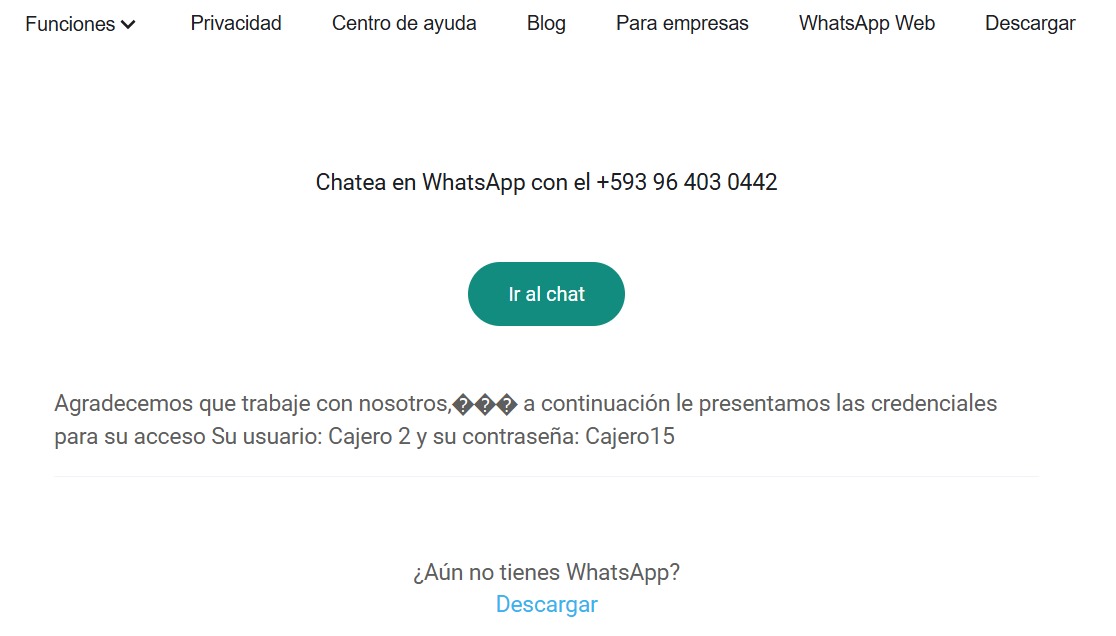 Funciones Privacidad Centro de ayuda Blog Para empresas WhatsApp Web Descargar
Chatea en WhatsApp con el +593 96 403 0442
Ir al chat
Agradecemos que trabaje con nosotros,��� a continuación le presentamos las credenciales
para su acceso Su usuario: Cajero 2 y su contraseña: Cajero15
¿Aún no tienes WhatsApp?
Descargar